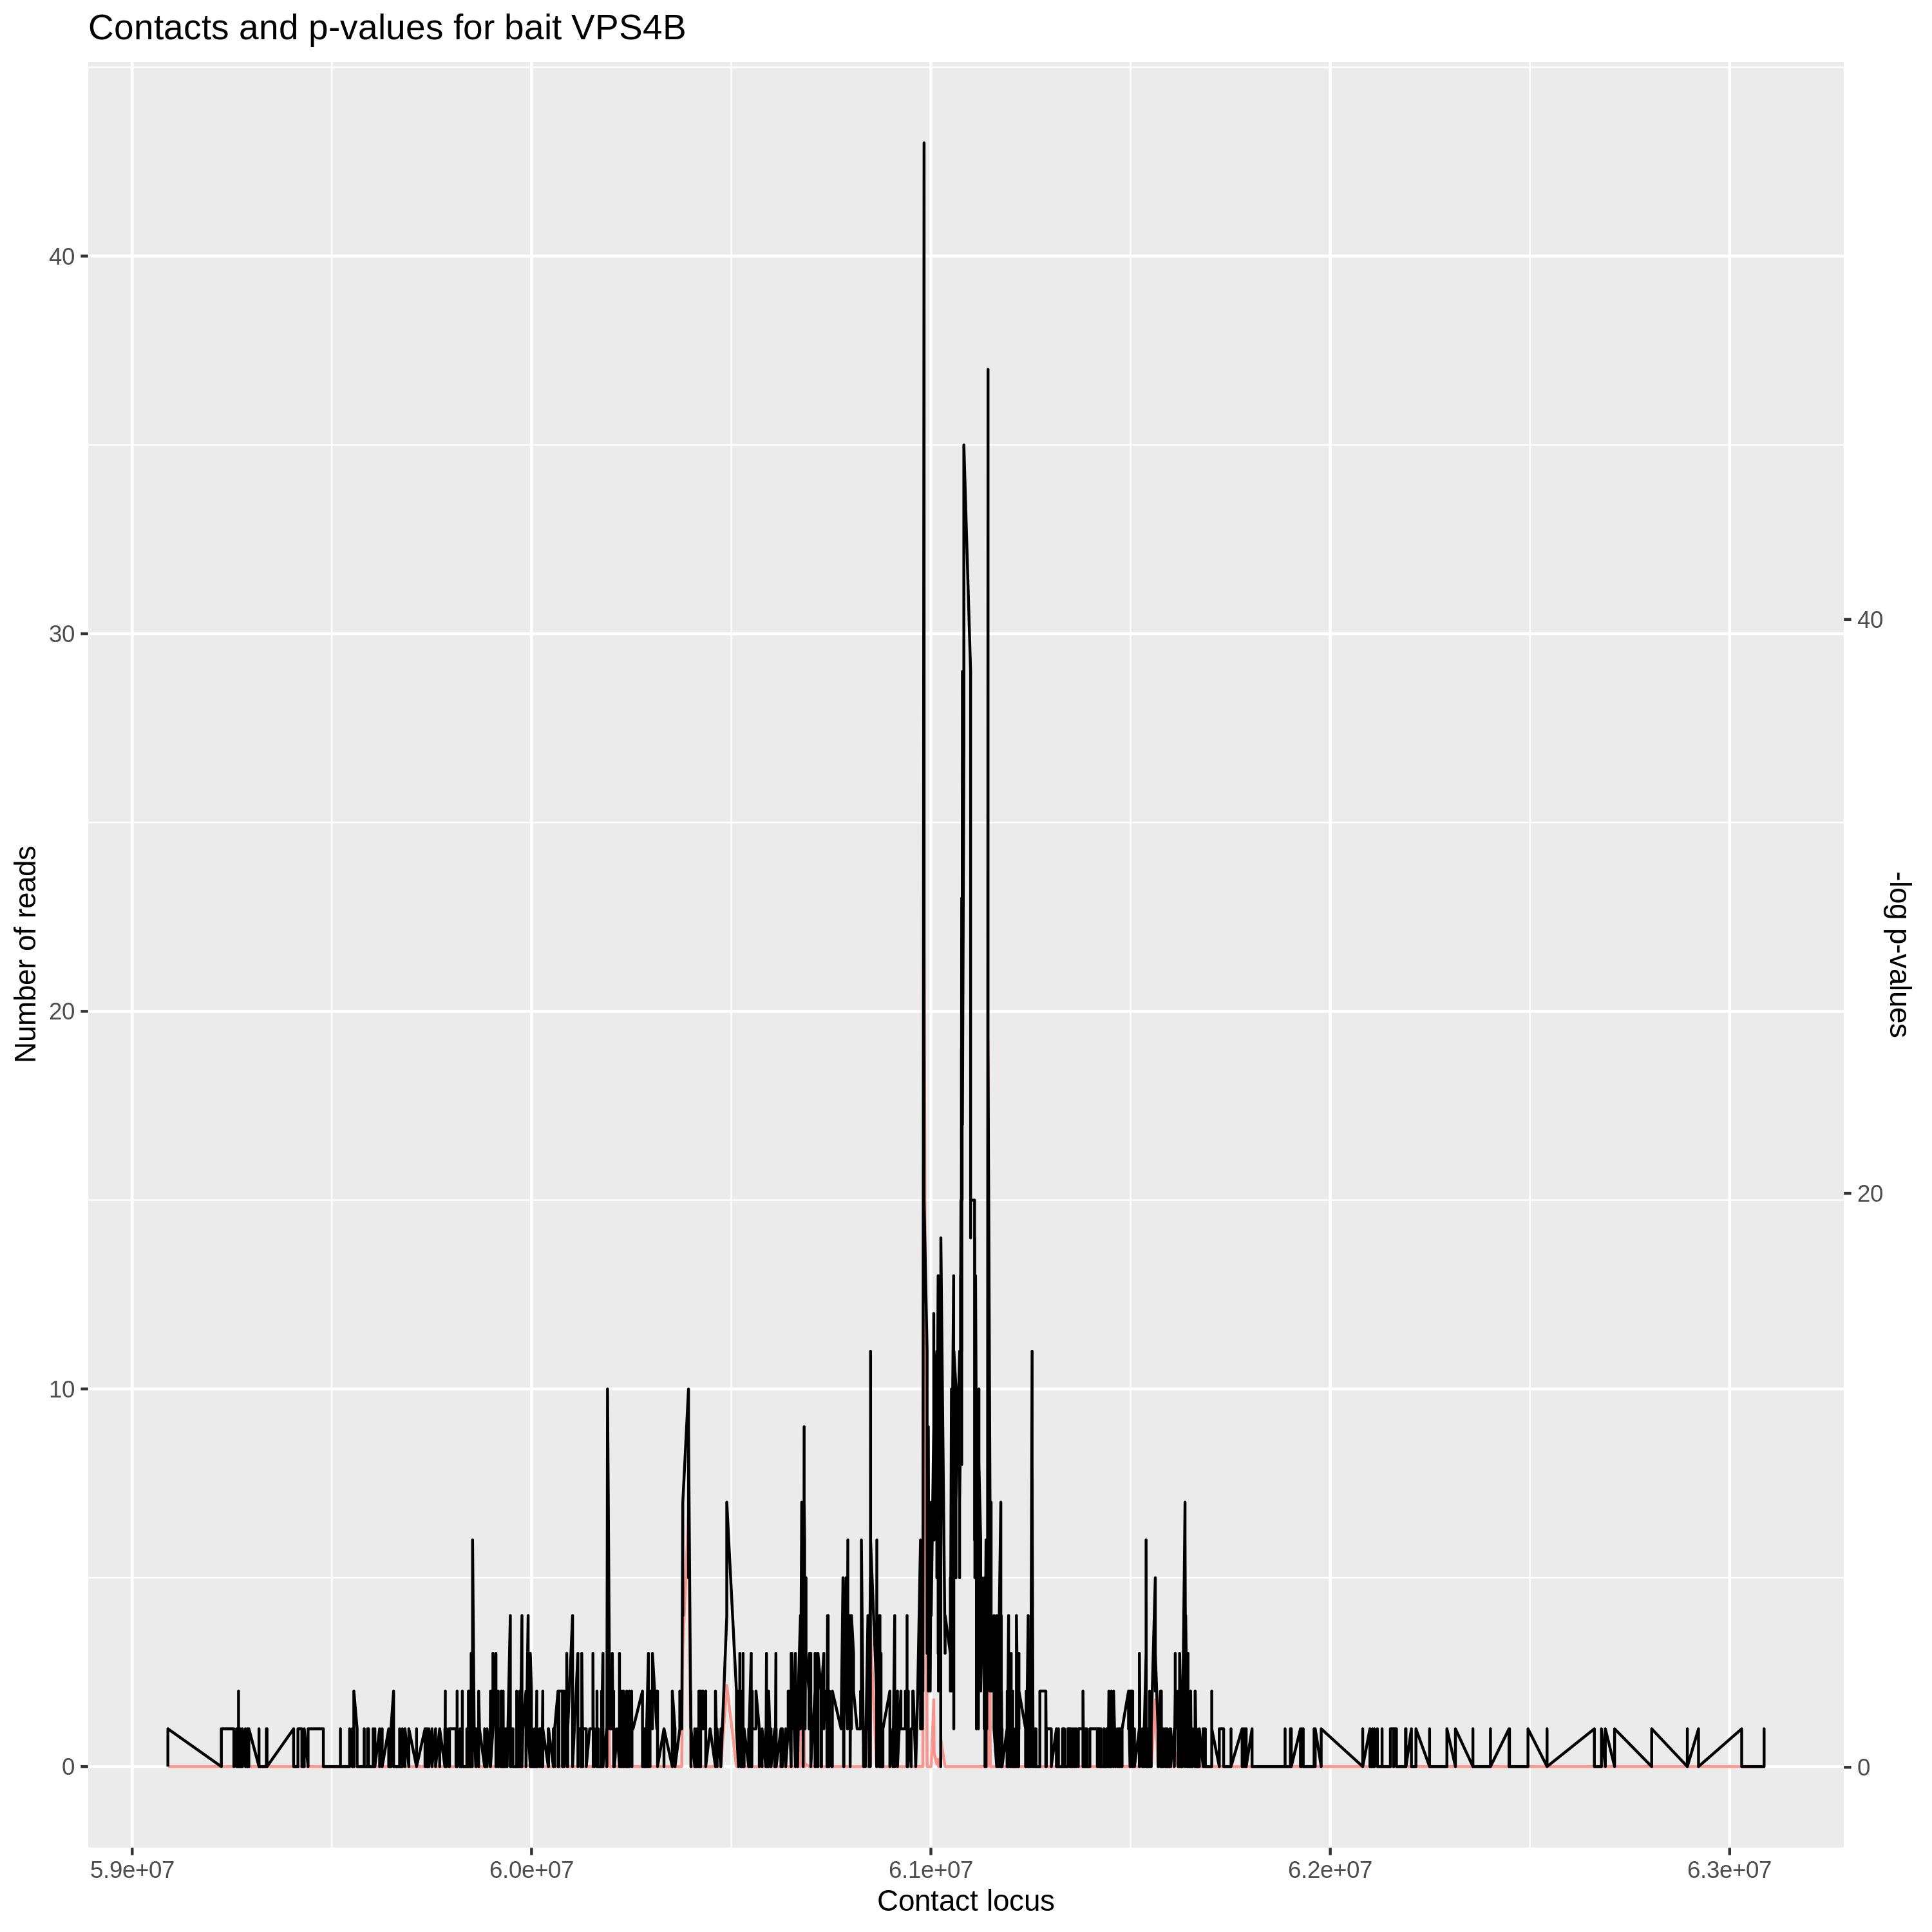 Contacts and p-values for bait VPS4B
40
30
20
10
0
Number of reads
40
20
0
-log p-values
5.9e+07 6.0e+07 6.1e+07 6.2e+07 6.3e+07
Contact locus